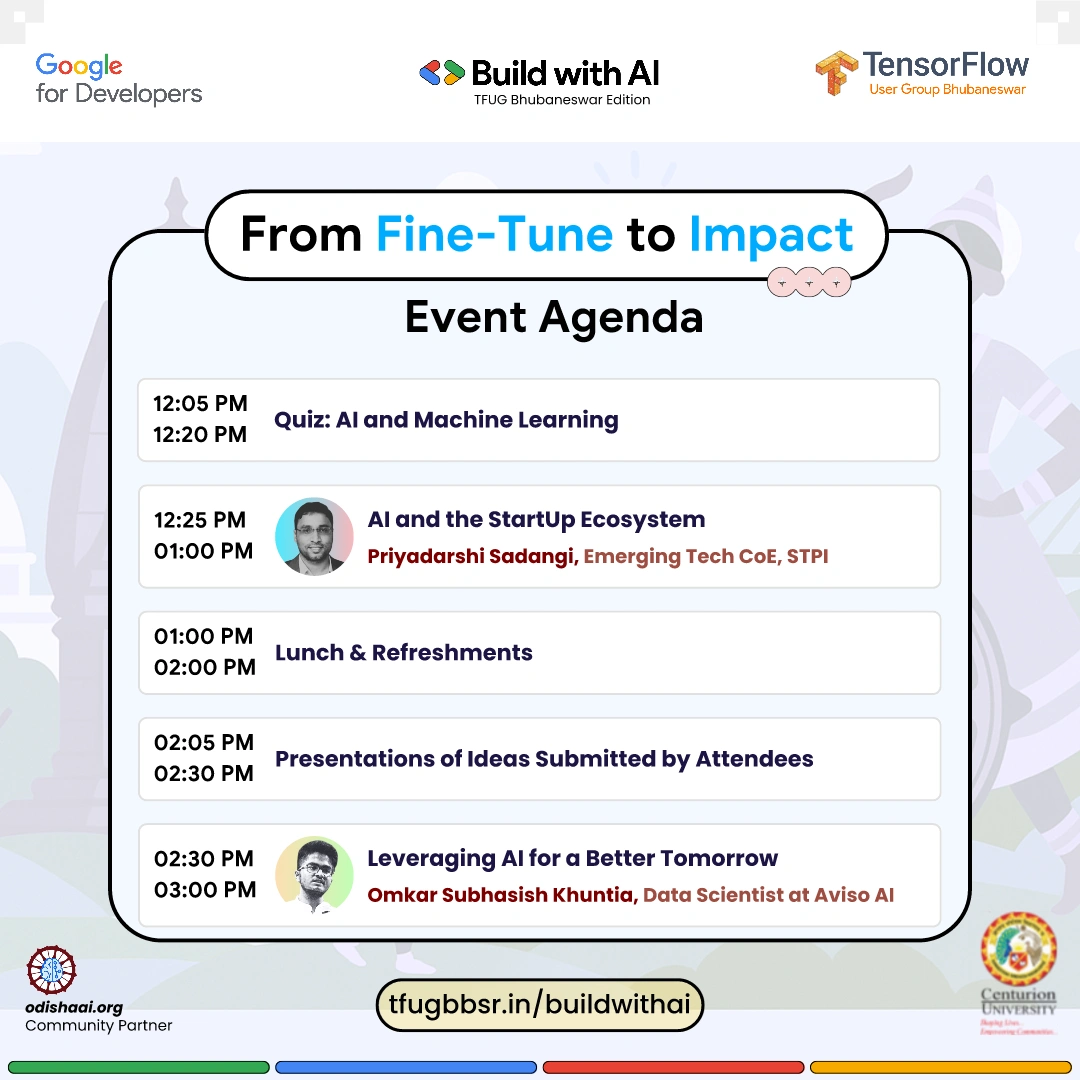 Google
for Developers
Build with AI
TFUG Bhubaneswar Edition
TensorFlow
User Group Bhubaneswar
From Fine-Tune to Impact
Event Agenda
12:05 PM
12:20 PM
Quiz: AI and Machine Learning
12:25 PM
01:00 PM
AI and the StartUp Ecosystem
Priyadarshi Sadangi, Emerging Tech CoE, STPI
01:00 PM
02:00 PM
Lunch & Refreshments
02:05 PM
02:30 PM
Presentations of Ideas Submitted by Attendees
02:30 PM
03:00 PM
Leveraging AI for a Better Tomorrow
Omkar Subhasish Khuntia, Data Scientist at Aviso AI
odishaai.org
Community Partner
tfugbbsr.in/buildwithai
Centurion
UNIVERSITY
Shaping Lives...
Empowering Communities...